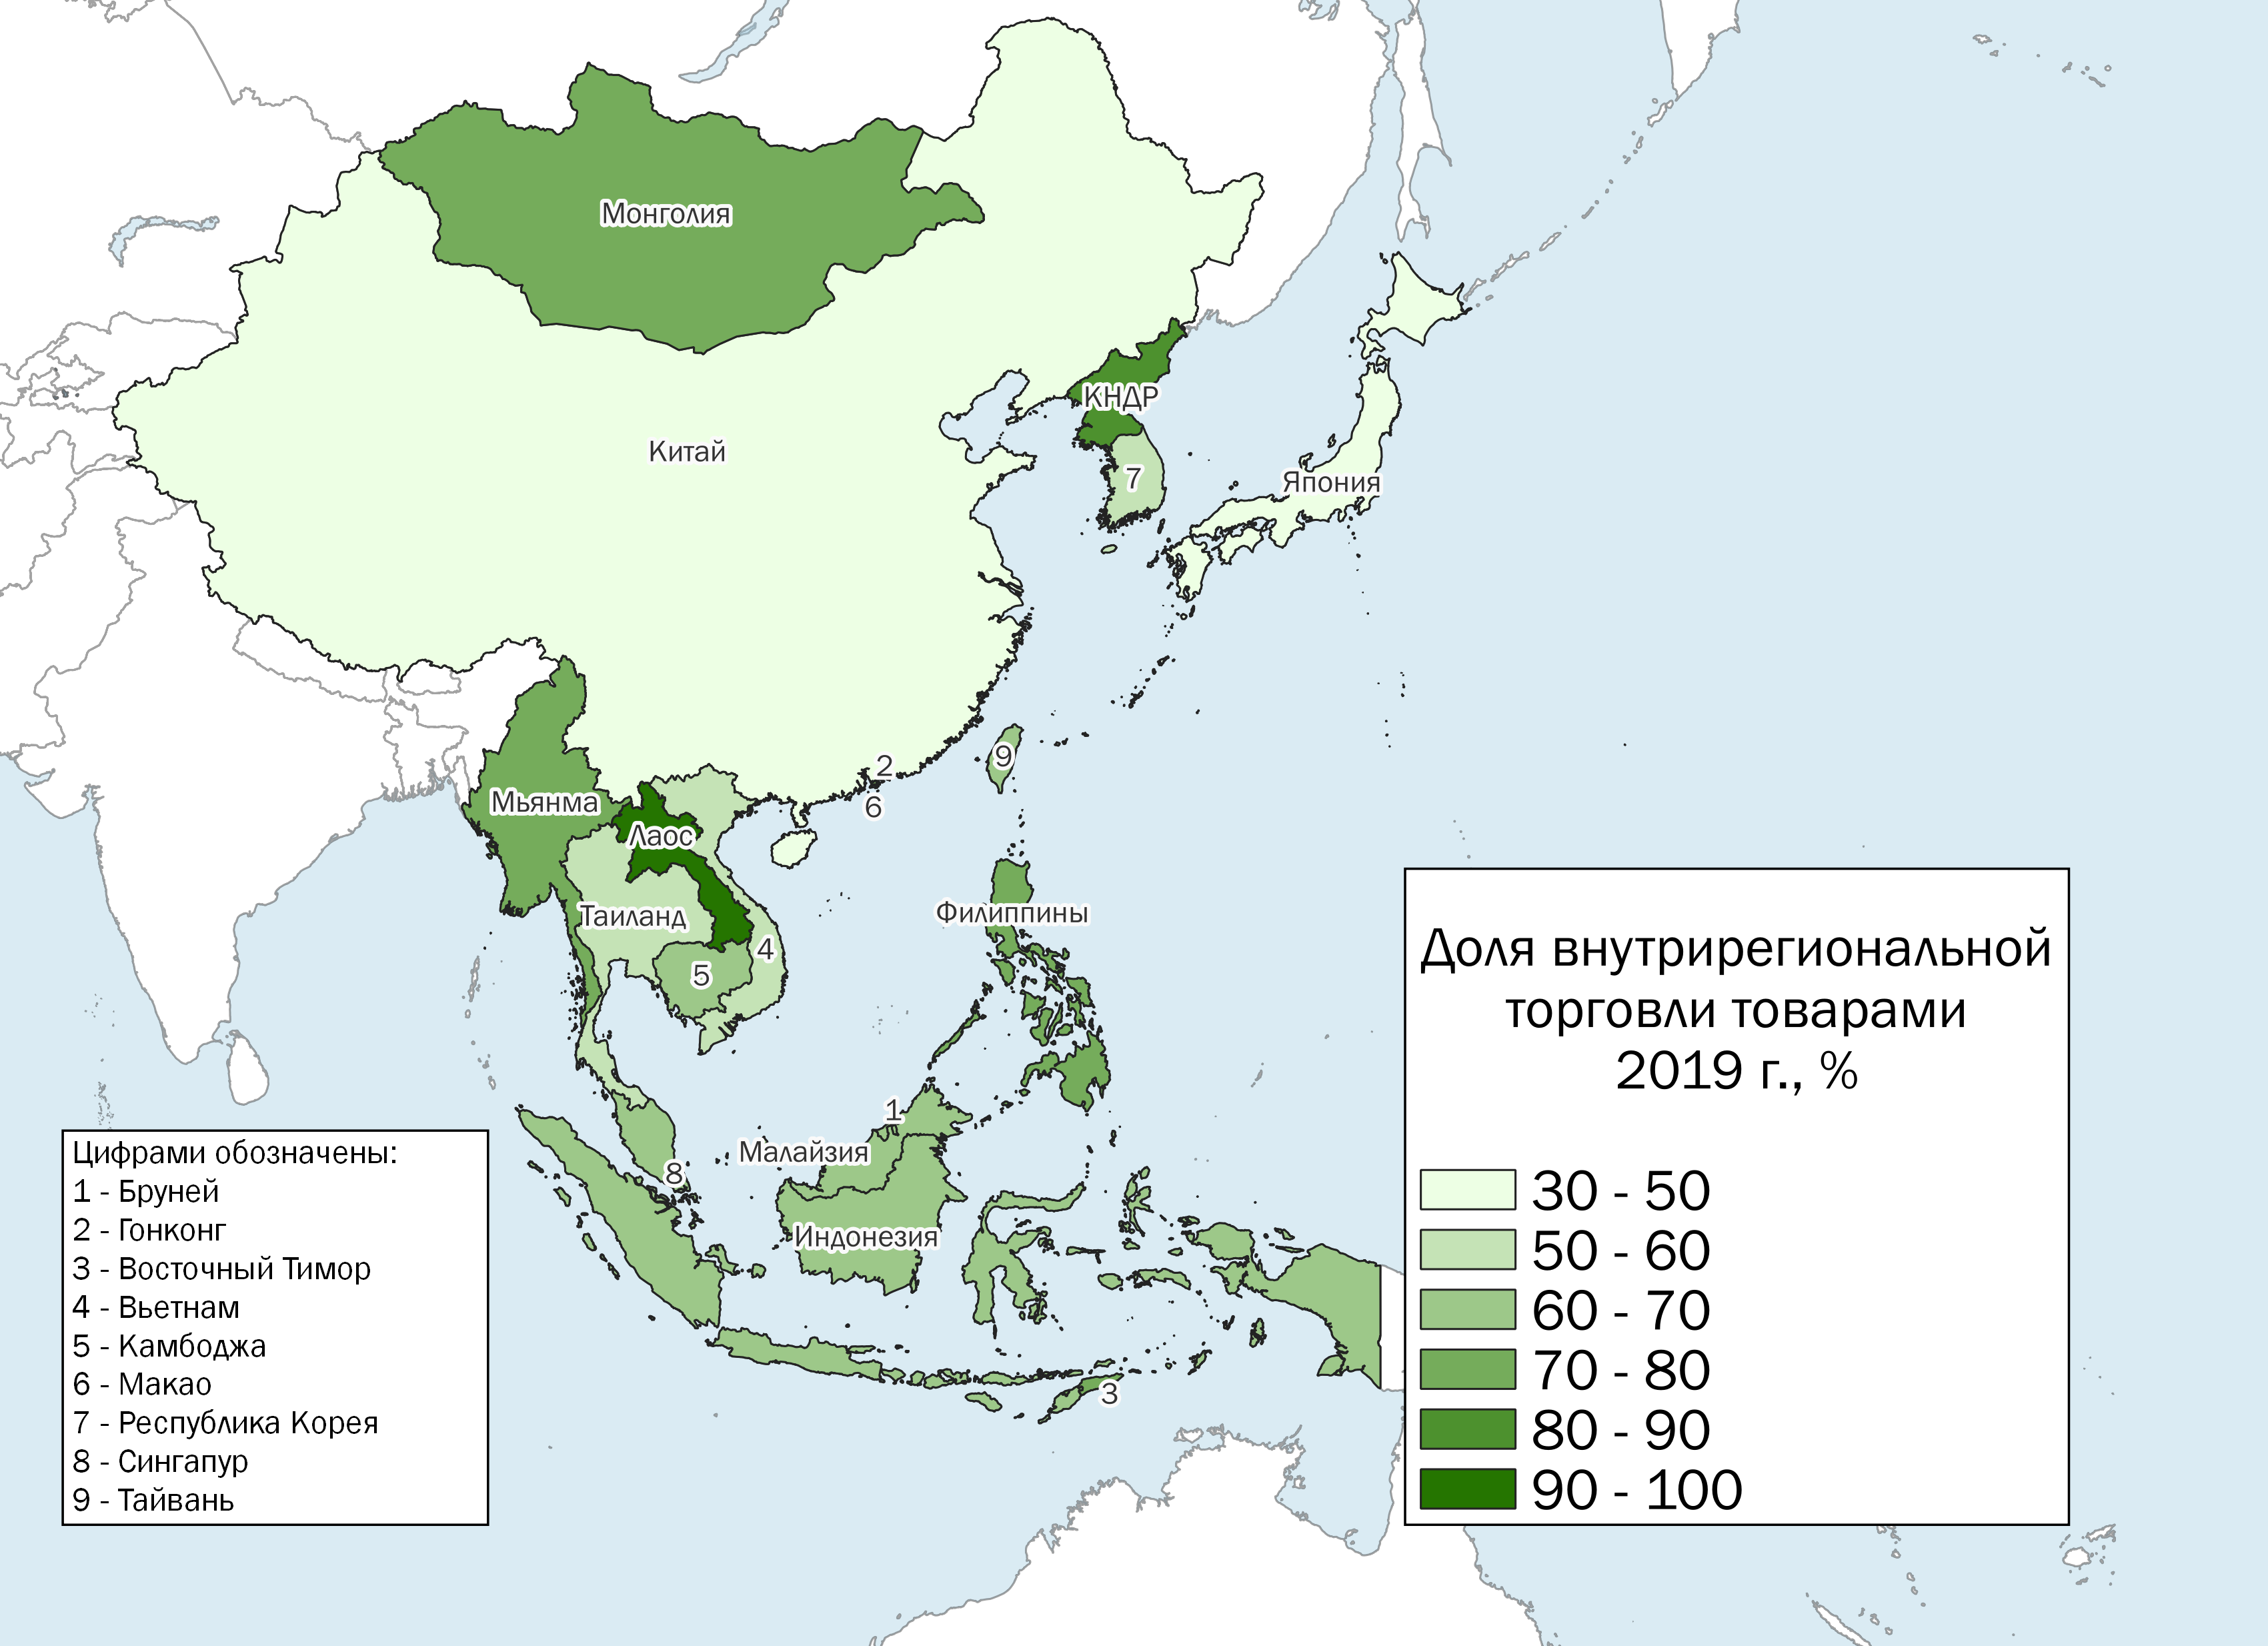 Монголия
Китай
КНДР
7
Япония
2
6
9
Мьянма
Лаос
Таиланд
4
5
Филиппины
1
Малайзия
8
Индонезия
3
Цифрами обозначены:
1 - Бруней
2 - Гонконг
3 - Восточный Тимор
4 - Вьетнам
5 - Камбоджа
6 - Макао
7 - Республика Корея
8 - Сингапур
9 - Тайвань
Доля внутрирегиональной
торговли товарами
2019 г., %
30 - 50
50 - 60
60 - 70
70 - 80
80 - 90
90 - 100